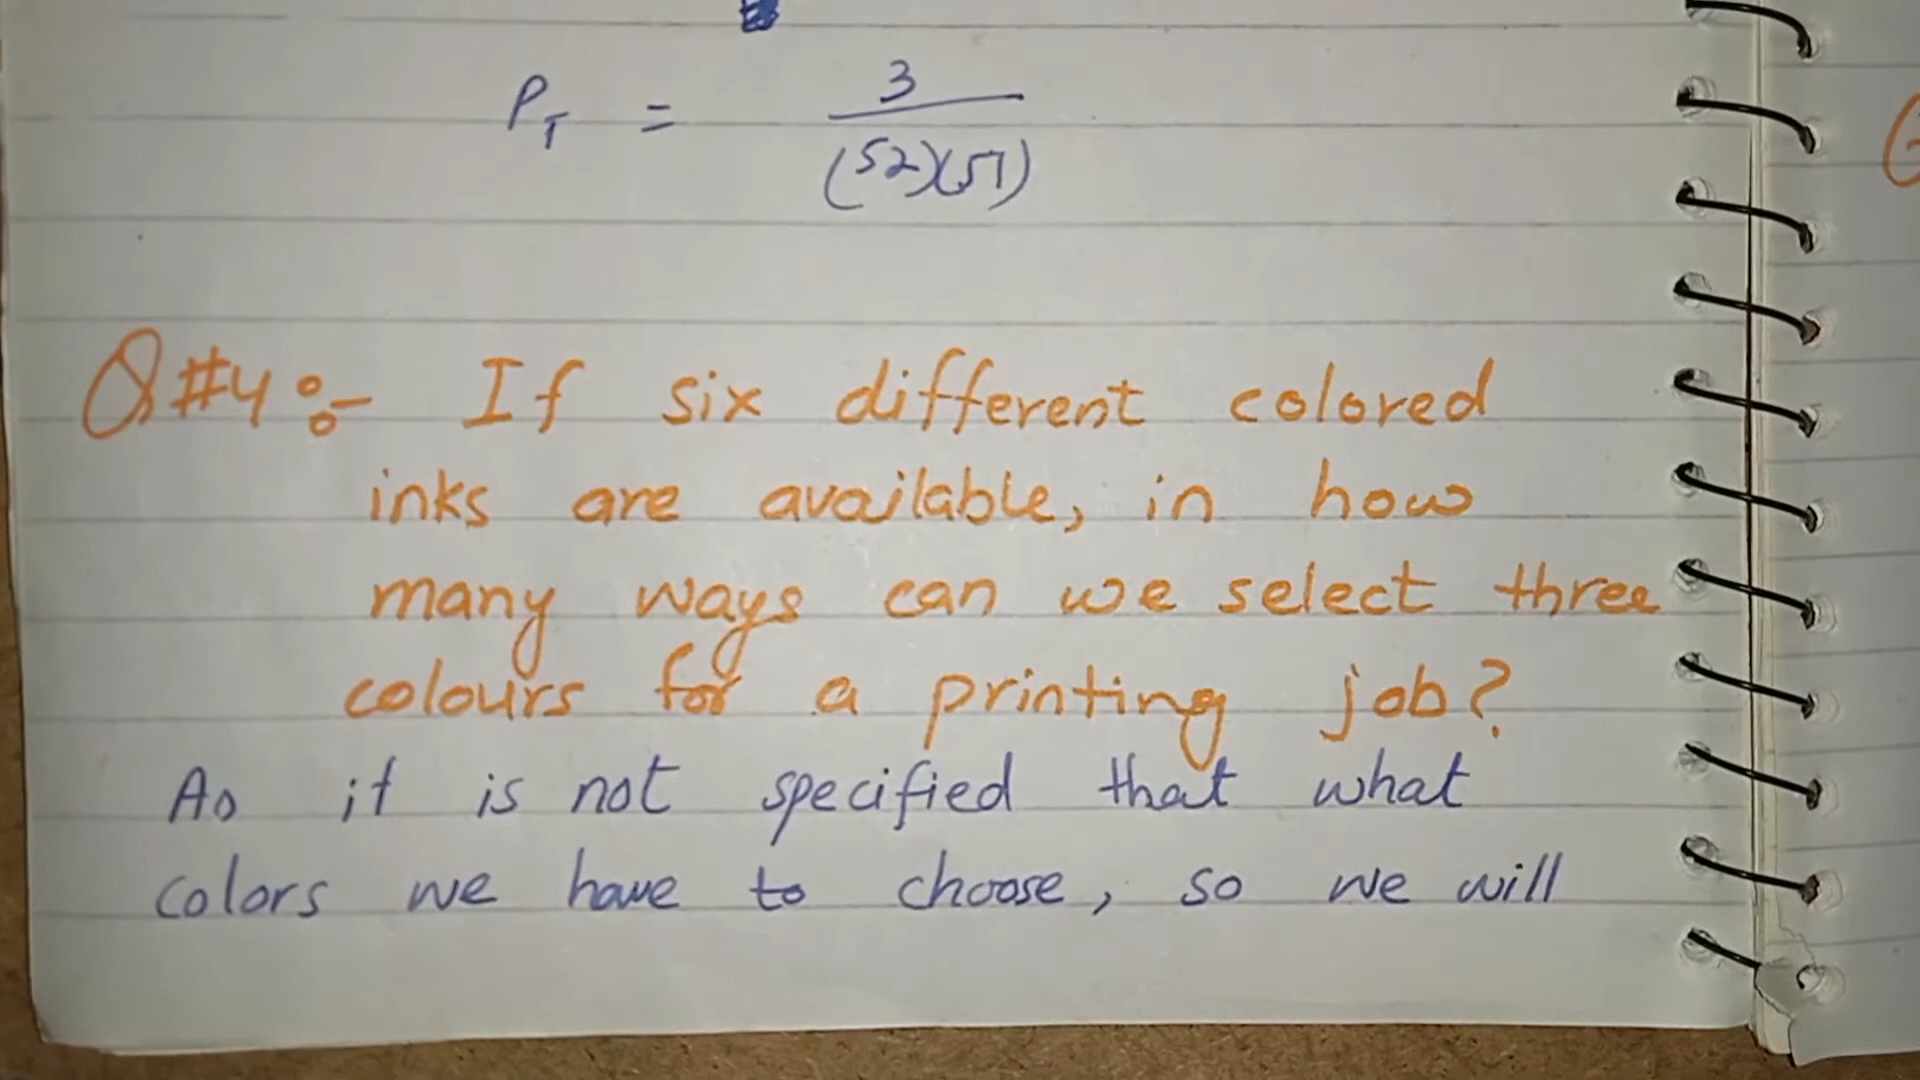 P_T = 3 / (52)(51)
Q#4:- If six different colored
inks are available, in how
many ways can we select three
colours for a printing job?
As it is not specified that what
colors we have to choose, so we will